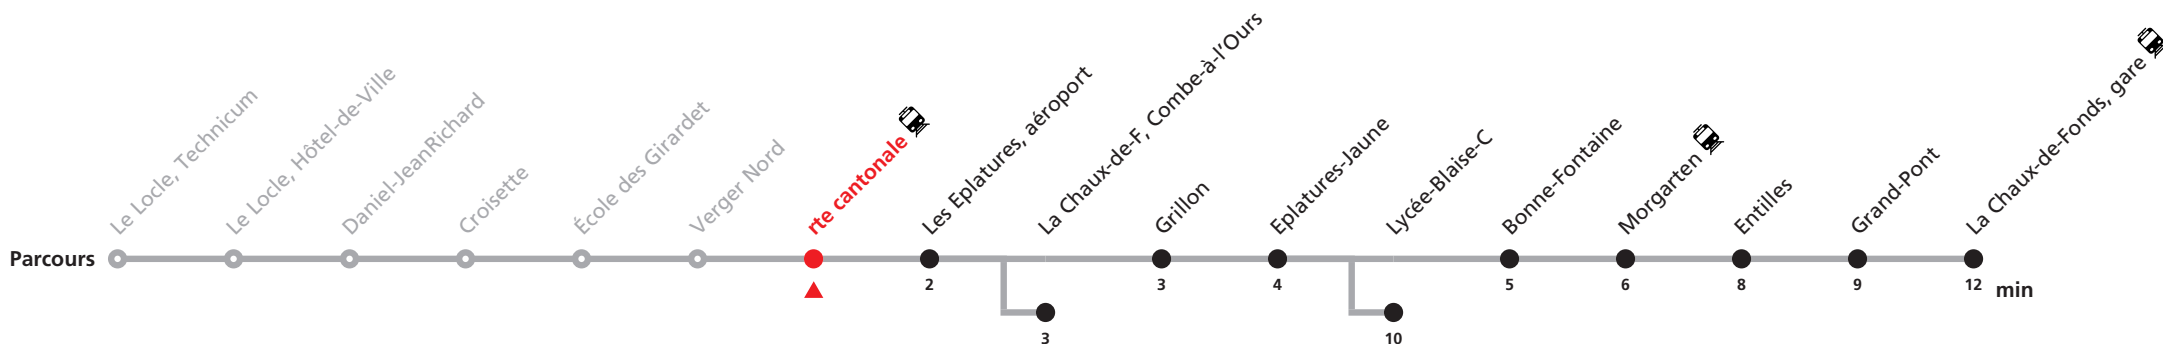 Le Locle, Technicum
Le Locle, Hôtel-de-Ville
Daniel-JeanRichard
Croisette
École des Girardet
Verger Nord
rte cantonale
Les Eplatures, aéroport
La Chaux-de-F, Combe-à-l'Ours
Grillon
Eplatures-Jaune
Lycée-Blaise-C
Bonne-Fontaine
Morgarten
Entilles
Grand-Pont
La Chaux-de-Fonds, gare
Parcours
2 3 4 5 6 8 9 12 min
3 10